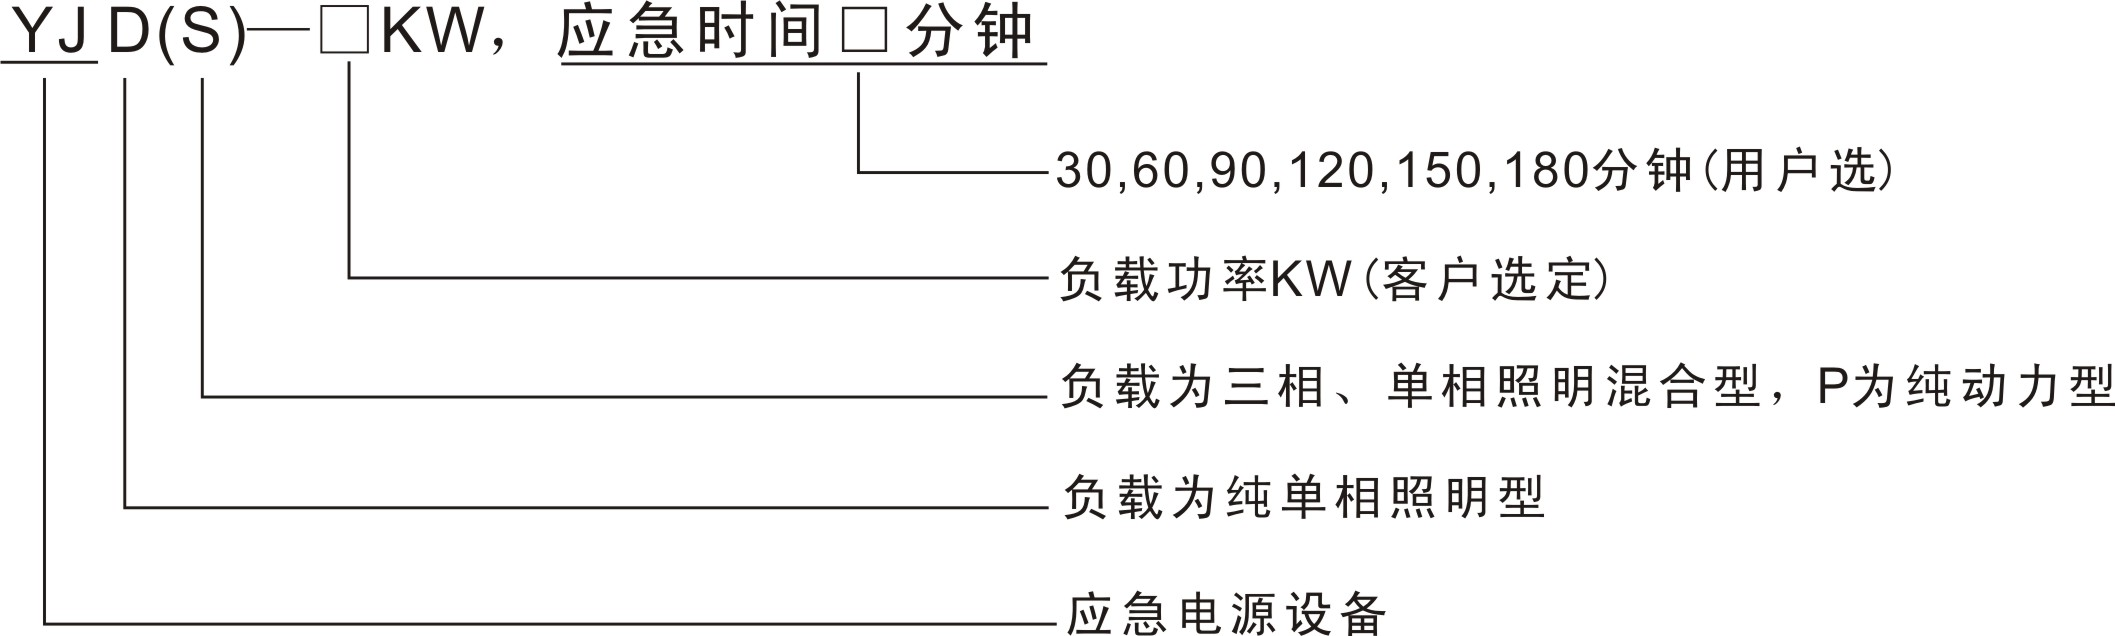 YJD(S)—□KW，应急时间□分钟
30,60,90,120,150,180分钟(用户选)
负载功率KW(客户选定)
负载为三相、单相照明混合型，P为纯动力型
负载为纯单相照明型
应急电源设备